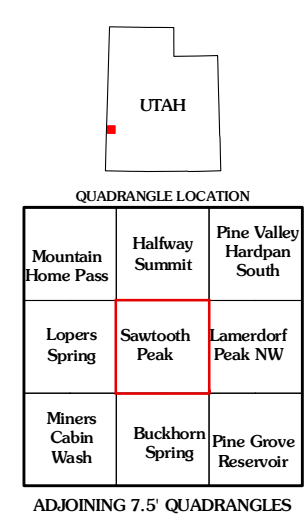 UTAH
QUADRANGLE LOCATION
Mountain
Home Pass
Halfway
Summit
Pine Valley
Hardpan
South
Lopers
Spring
Sawtooth
Peak
Lamerdorf
Peak NW
Miners
Cabin
Wash
Buckhorn
Spring
Pine Grove
Reservoir
ADJOINING 7.5' QUADRANGLES